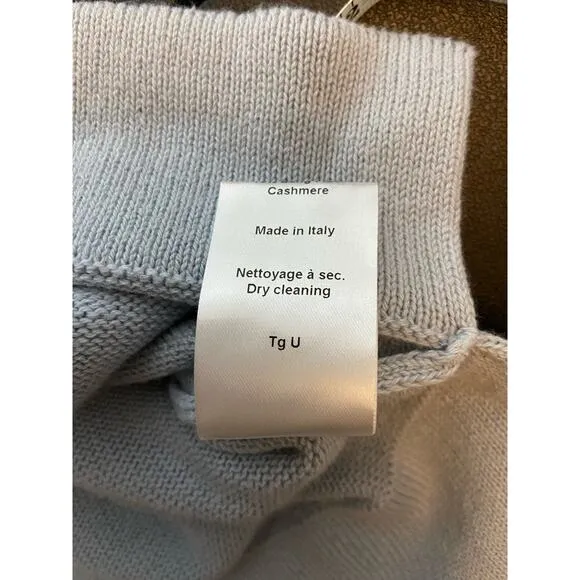 Cashmere
Made in Italy
Nettoyage à sec.
Dry cleaning
Tg U